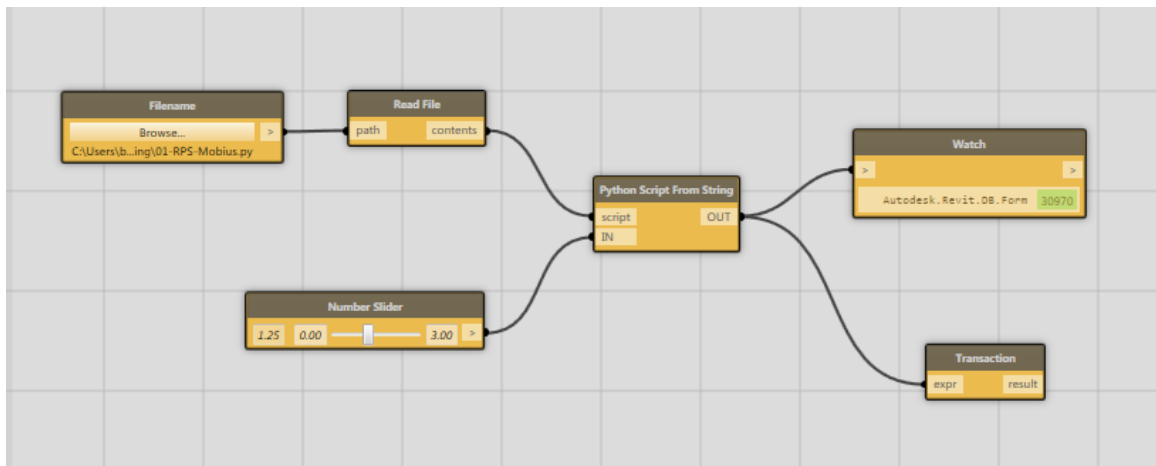 Filename
Browse...
>
C:\Users\b...ing\01-RPS-Mobius.py
Read File
path contents
Python Script From String
script OUT
IN
Number Slider
1.25 0.00 3.00 >
Watch
> >
Autodesk.Revit.DB.Form 30970
Transaction
expr result